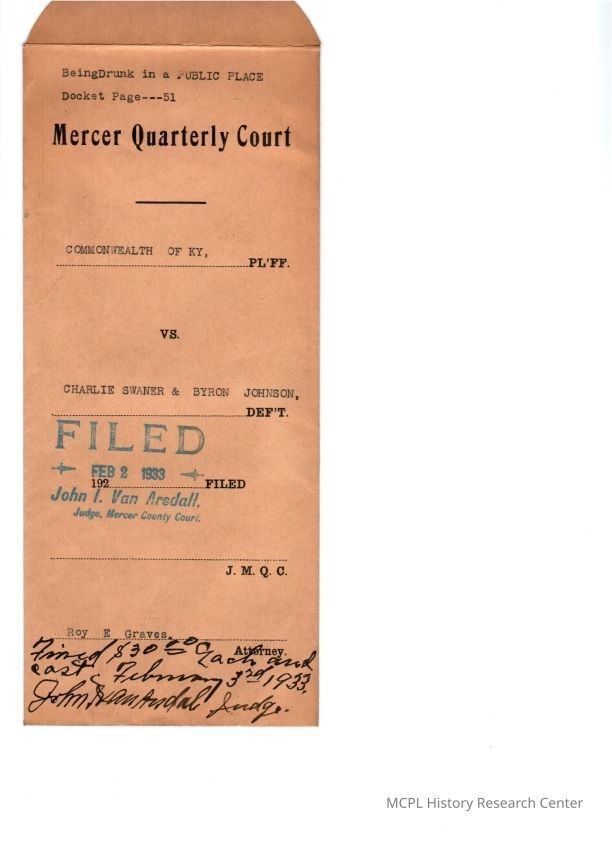 BeingDrunk in a PUBLIC PLACE
Docket Page---51
Mercer Quarterly Court
COMMONWEALTH OF KY,
PL'FF.
VS.
CHARLIE SWANER & BYRON JOHNSON,
DEF'T.
FILED
FEB 2 1933
192 FILED
John I. Van Arsdall,
Judge, Mercer County Court.
J. M. Q. C.
Roy E Graves,
Attorney.
Fined $30 00 Each and
cost February 3rd 1933,
John I Van Arsdall Judge.
MCPL History Research Center